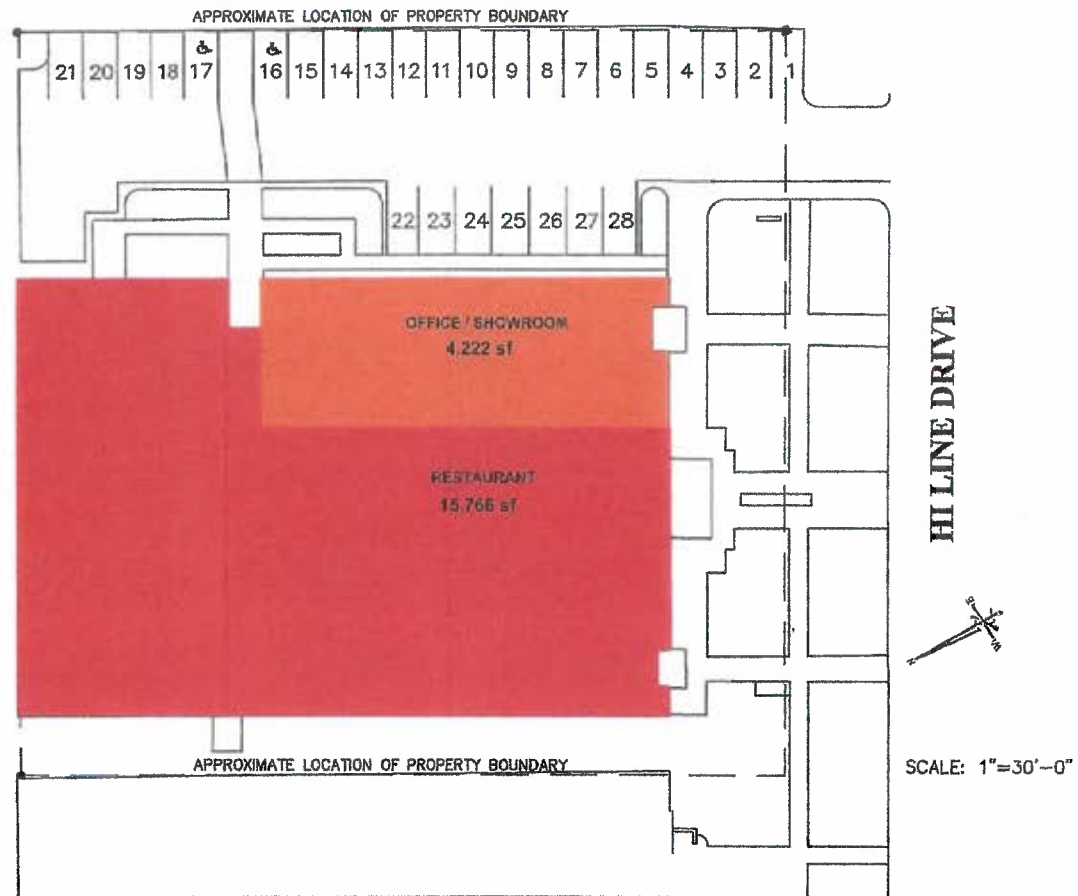 APPROXIMATE LOCATION OF PROPERTY BOUNDARY
21 20 19 18 17 16 15 14 13 12 11 10 9 8 7 6 5 4 3 2 1
22 23 24 25 26 27 28
OFFICE / SHOWROOM
4,222 sf
HI LINE DRIVE
RESTAURANT
15,766 sf
APPROXIMATE LOCATION OF PROPERTY BOUNDARY
SCALE: 1"=30'-0"